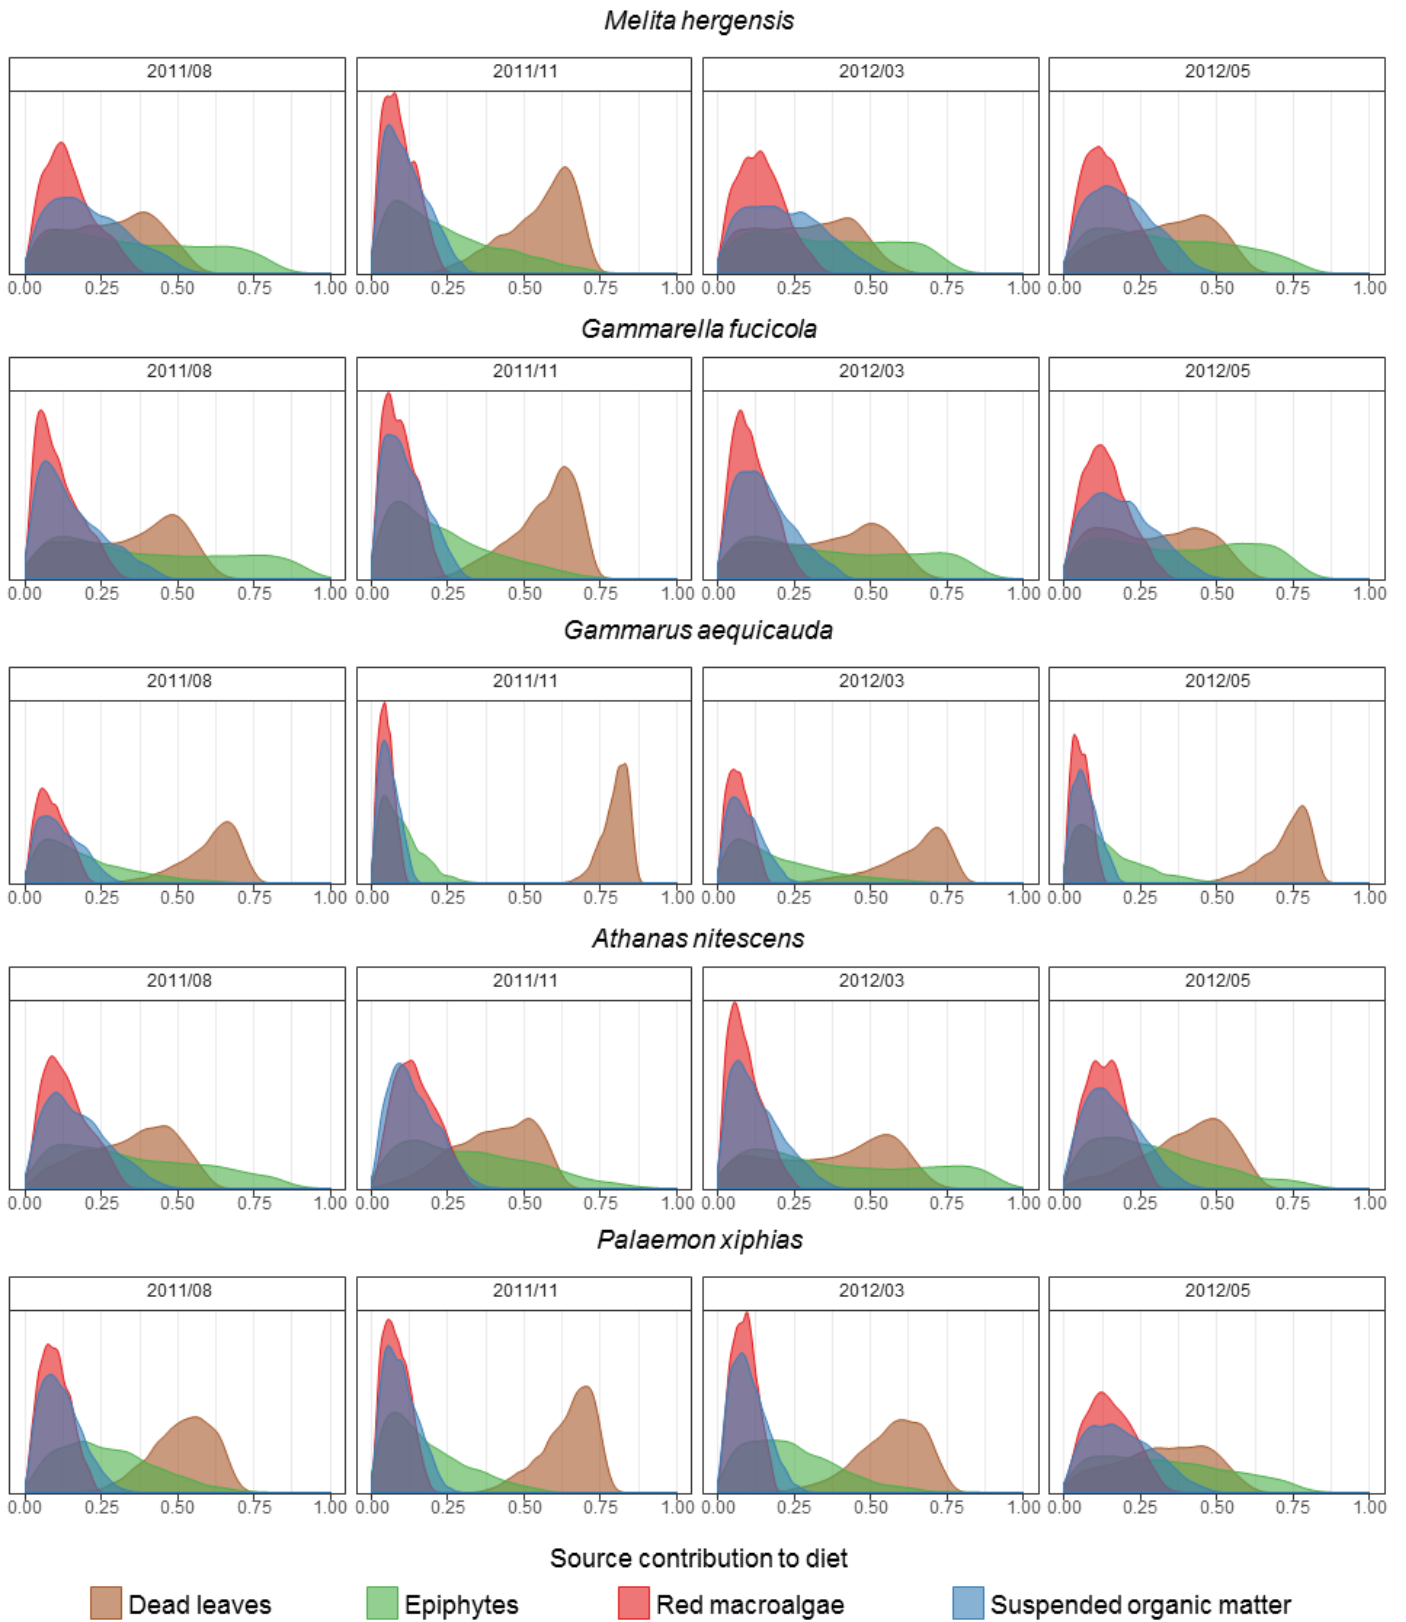 Melita hergensis
2011/08 2011/11 2012/03 2012/05
0.00 0.25 0.50 0.75 1.00 0.00 0.25 0.50 0.75 1.00 0.00 0.25 0.50 0.75 1.00 0.00 0.25 0.50 0.75 1.00
Gammarella fucicola
2011/08 2011/11 2012/03 2012/05
0.00 0.25 0.50 0.75 1.00 0.00 0.25 0.50 0.75 1.00 0.00 0.25 0.50 0.75 1.00 0.00 0.25 0.50 0.75 1.00
Gammarus aequicauda
2011/08 2011/11 2012/03 2012/05
0.00 0.25 0.50 0.75 1.00 0.00 0.25 0.50 0.75 1.00 0.00 0.25 0.50 0.75 1.00 0.00 0.25 0.50 0.75 1.00
Athanas nitescens
2011/08 2011/11 2012/03 2012/05
0.00 0.25 0.50 0.75 1.00 0.00 0.25 0.50 0.75 1.00 0.00 0.25 0.50 0.75 1.00 0.00 0.25 0.50 0.75 1.00
Palaemon xiphias
2011/08 2011/11 2012/03 2012/05
0.00 0.25 0.50 0.75 1.00 0.00 0.25 0.50 0.75 1.00 0.00 0.25 0.50 0.75 1.00 0.00 0.25 0.50 0.75 1.00
Source contribution to diet
Dead leaves Epiphytes Red macroalgae Suspended organic matter